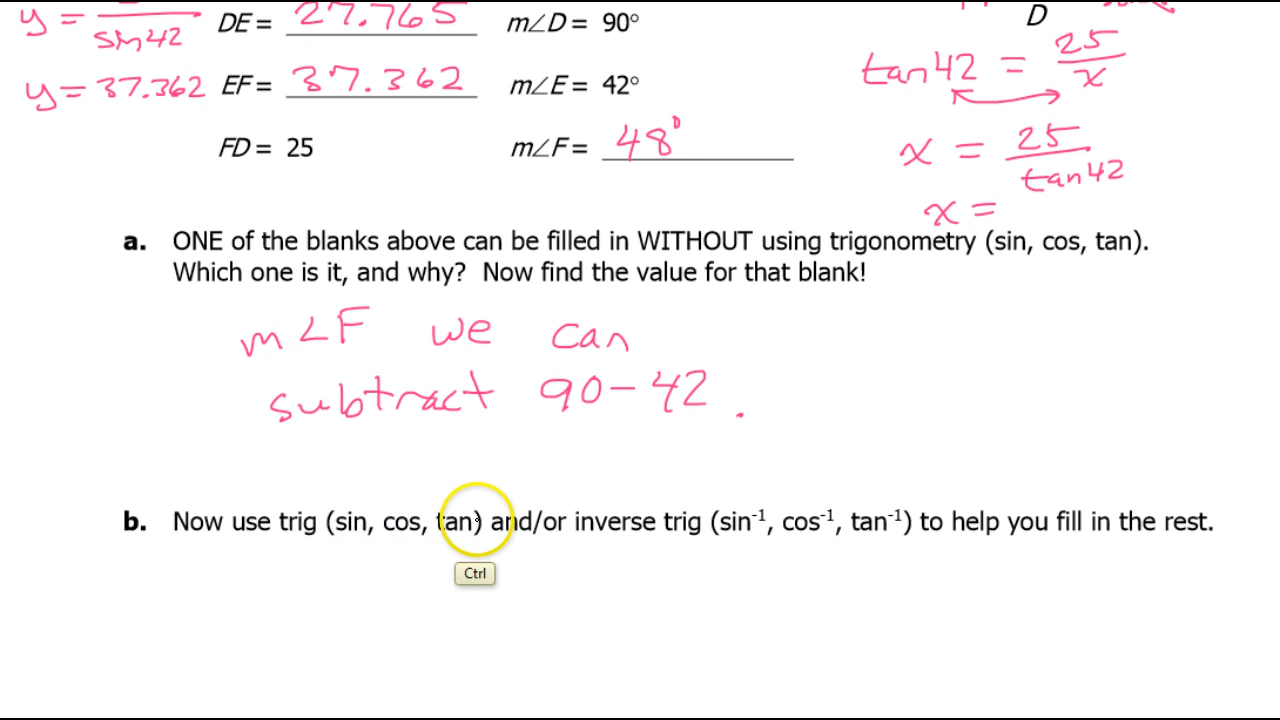 y = sin42 DE = 27.765 m∠D = 90° D
tan42 = 25/x
y = 37.362 EF = 37.362 m∠E = 42°
FD = 25 m∠F = 48° x = 25/tan42
x =
a. ONE of the blanks above can be filled in WITHOUT using trigonometry (sin, cos, tan).
Which one is it, and why? Now find the value for that blank!
m∠F we can
subtract 90-42.
b. Now use trig (sin, cos, tan) and/or inverse trig (sin⁻¹, cos⁻¹, tan⁻¹) to help you fill in the rest.
Ctrl